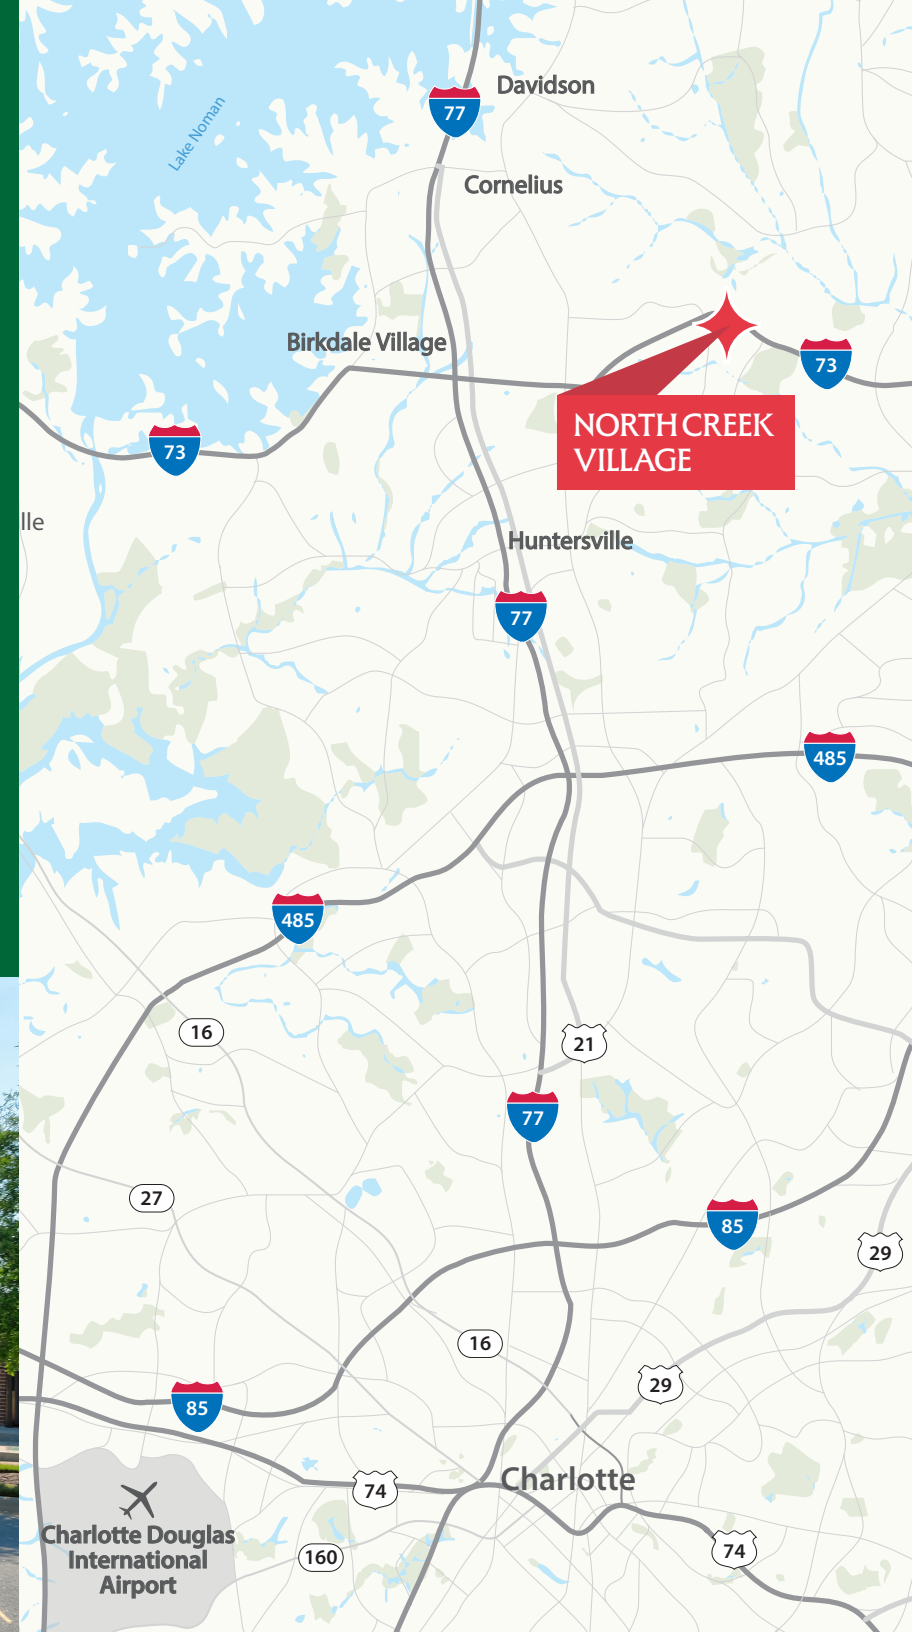 Davidson
77
Lake Noman
Cornelius
Birkdale Village
73
NORTH CREEK
VILLAGE
73
lle
Huntersville
77
485
485
16
21
77
27
85
29
16
29
85
74
Charlotte
Charlotte Douglas
International
Airport
160
74